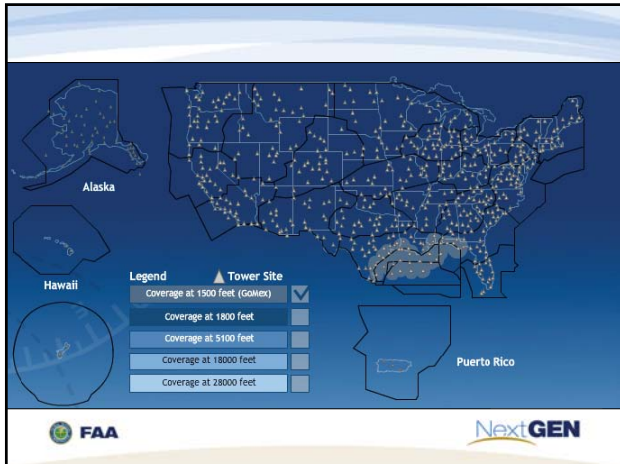 Alaska
Hawaii
Legend Tower Site
Coverage at 1500 feet (GoMex)
Coverage at 1800 feet
Coverage at 5100 feet
Coverage at 18000 feet
Coverage at 28000 feet
Puerto Rico
FAA
NextGEN